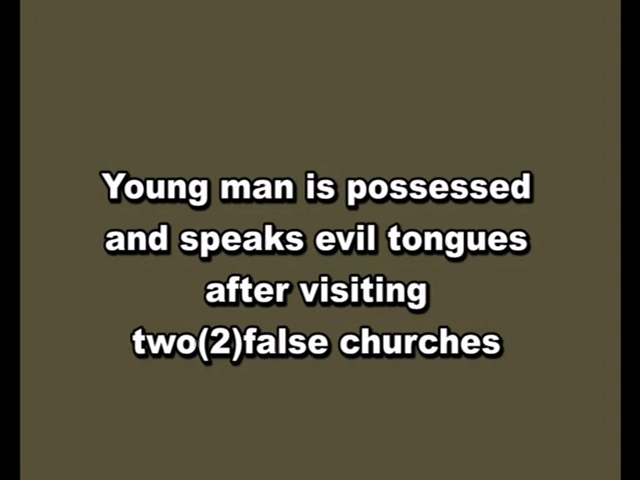 Young man is possessed
and speaks evil tongues
after visiting
two(2)false churches